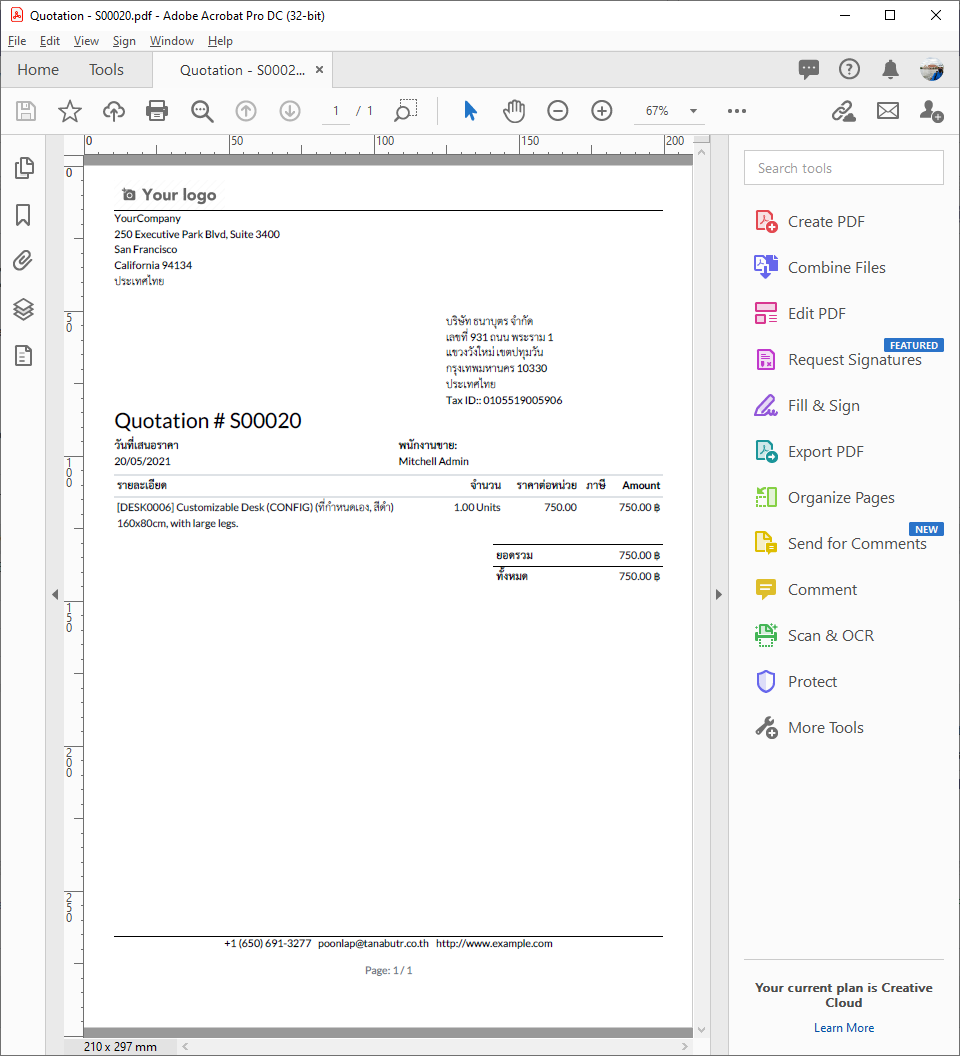 Quotation - S00020.pdf - Adobe Acrobat Pro DC (32-bit)
File Edit View Sign Window Help
Home Tools Quotation - S0002... ×
1 / 1 67%
0 50 100 150 200
0
50
100
150
200
250
Your logo
YourCompany
250 Executive Park Blvd, Suite 3400
San Francisco
California 94134
ประเทศไทย
บริษัท ธนาบุตร จำกัด
เลขที่ 931 ถนน พระราม 1
แขวงวังใหม่ เขตปทุมวัน
กรุงเทพมหานคร 10330
ประเทศไทย
Tax ID:: 0105519005906
Quotation # S00020
วันที่เสนอราคา พนักงานขาย:
20/05/2021 Mitchell Admin
รายละเอียด จำนวน ราคาต่อหน่วย ภาษี Amount
[DESK0006] Customizable Desk (CONFIG) (ที่กำหนดเอง, สีดำ) 1.00 Units 750.00 750.00 ฿
160x80cm, with large legs.
ยอดรวม 750.00 ฿
ทั้งหมด 750.00 ฿
+1 (650) 691-3277 poonlap@tanabutr.co.th http://www.example.com
Page: 1 / 1
210 x 297 mm
Search tools
Create PDF
Combine Files
Edit PDF
FEATURED
Request Signatures
Fill & Sign
Export PDF
Organize Pages
NEW
Send for Comments
Comment
Scan & OCR
Protect
More Tools
Your current plan is Creative
Cloud
Learn More